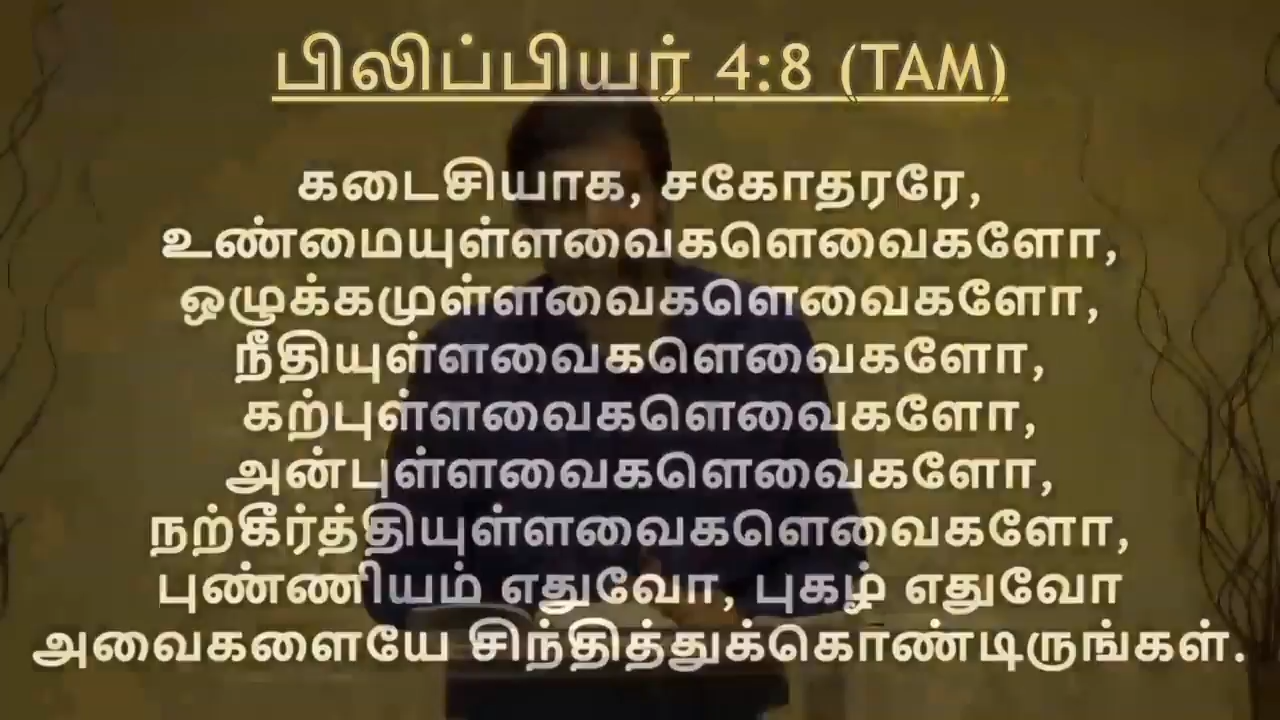 பிலிப்பியர் 4:8 (TAM)
கடைசியாக, சகோதரரே,
உண்மையுள்ளவைகளெவைகளோ,
ஒழுக்கமுள்ளவைகளெவைகளோ,
நீதியுள்ளவைகளெவைகளோ,
கற்புள்ளவைகளெவைகளோ,
அன்புள்ளவைகளெவைகளோ,
நற்கீர்த்தியுள்ளவைகளெவைகளோ,
புண்ணியம் எதுவோ, புகழ் எதுவோ
அவைகளையே சிந்தித்துக்கொண்டிருங்கள்.